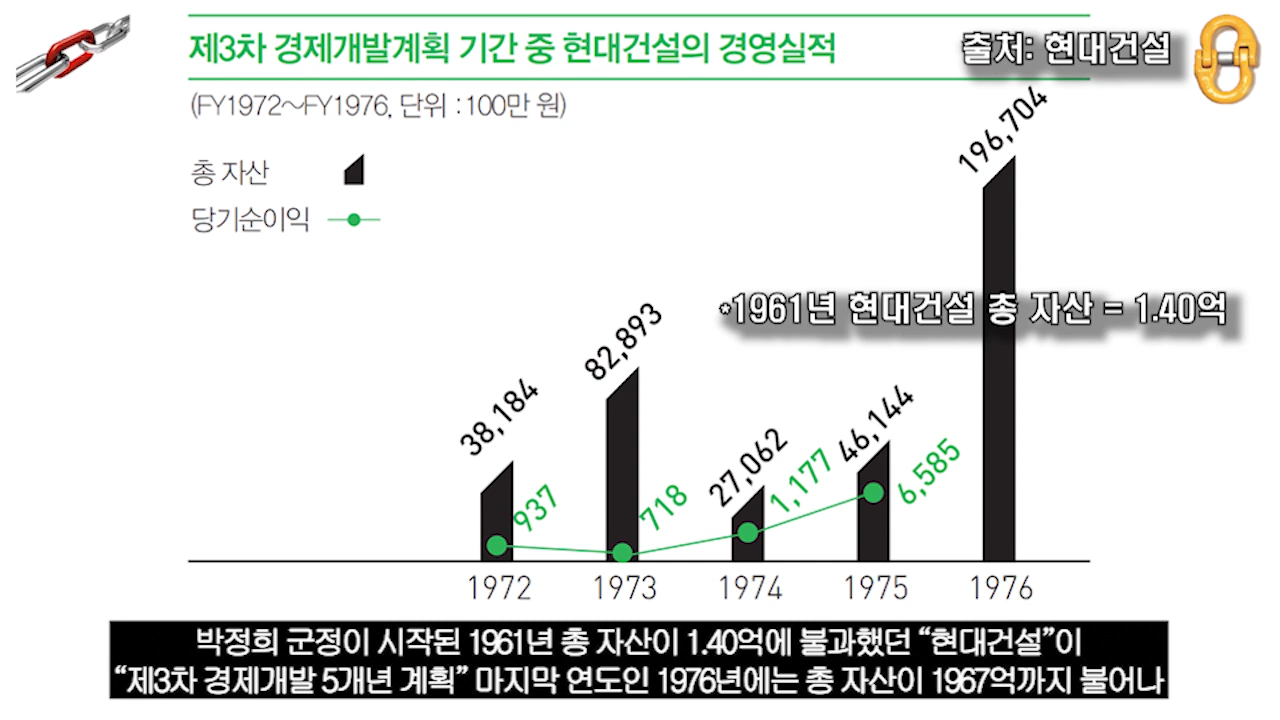 제3차 경제개발계획 기간 중 현대건설의 경영실적
출처: 현대건설
(FY1972~FY1976, 단위 : 100만 원)
총 자산
당기순이익
196,704
*1961년 현대건설 총 자산 = 1.40억
38,184
82,893
27,062
46,144
937
718
1,177
6,585
1972 1973 1974 1975 1976
박정희 군정이 시작된 1961년 총 자산이 1.40억에 불과했던 “현대건설”이
“제3차 경제개발 5개년 계획” 마지막 연도인 1976년에는 총 자산이 1967억까지 불어나